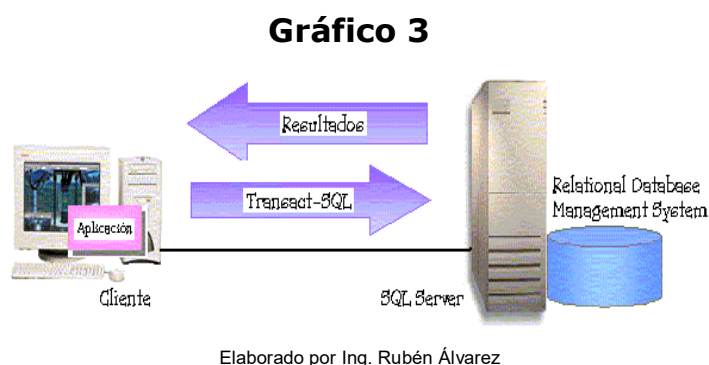 Gráfico 3
Resultados
Transact-SQL
Relational Database
Management System
Aplicación
Cliente
SQL Server
Elaborado por Ing. Rubén Álvarez